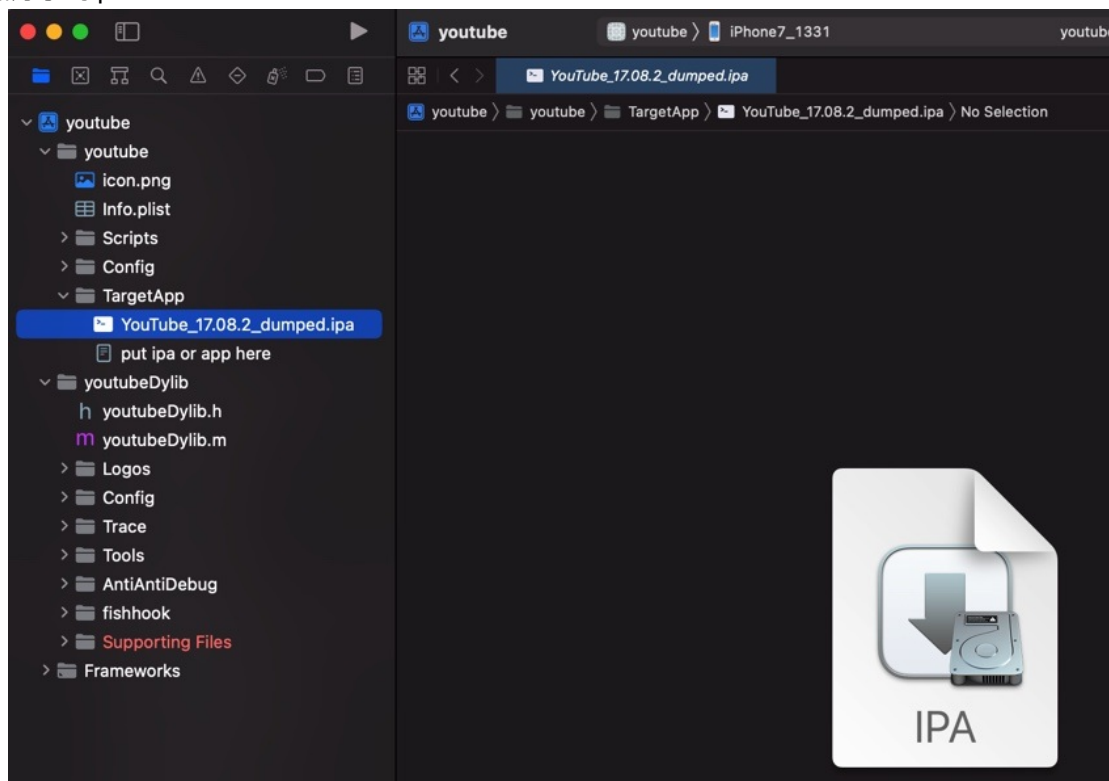 youtube
youtube 〉 iPhone7_1331
youtube
YouTube_17.08.2_dumped.ipa
youtube 〉 youtube 〉 TargetApp 〉 YouTube_17.08.2_dumped.ipa 〉 No Selection
youtube
youtube
icon.png
Info.plist
Scripts
Config
TargetApp
YouTube_17.08.2_dumped.ipa
put ipa or app here
youtubeDylib
h youtubeDylib.h
m youtubeDylib.m
Logos
Config
Trace
Tools
AntiAntiDebug
fishhook
Supporting Files
Frameworks
IPA